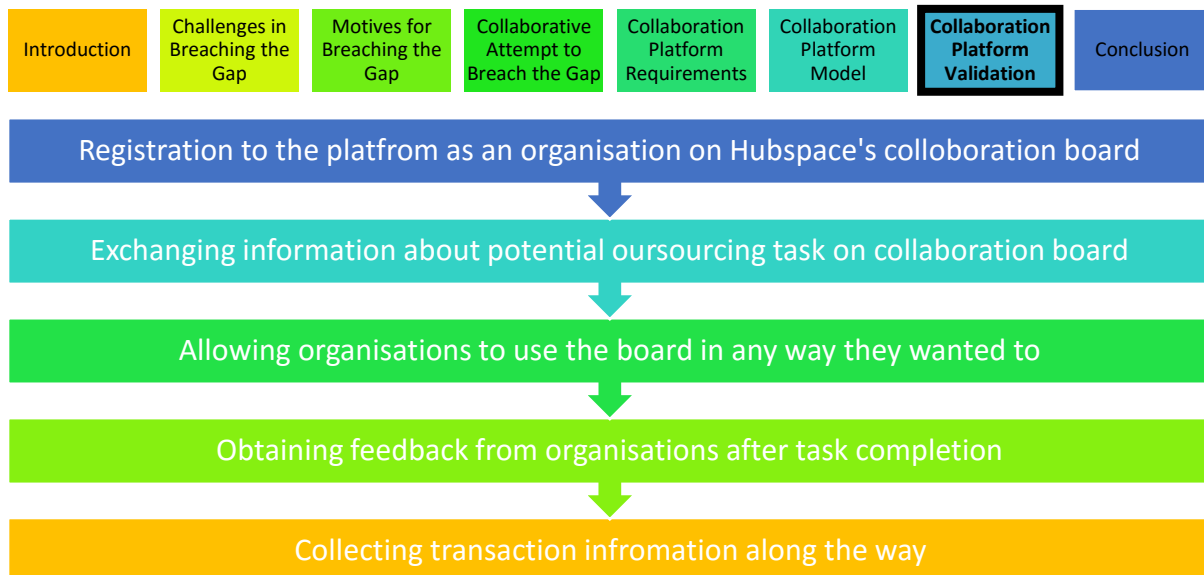 Introduction
Challenges in
Breaching the
Gap
Motives for
Breaching the
Gap
Collaborative
Attempt to
Breach the Gap
Collaboration
Platform
Requirements
Collaboration
Platform
Model
Collaboration
Platform
Validation
Conclusion
Registration to the platfrom as an organisation on Hubspace's colloboration board
Exchanging information about potential oursourcing task on collaboration board
Allowing organisations to use the board in any way they wanted to
Obtaining feedback from organisations after task completion
Collecting transaction infromation along the way